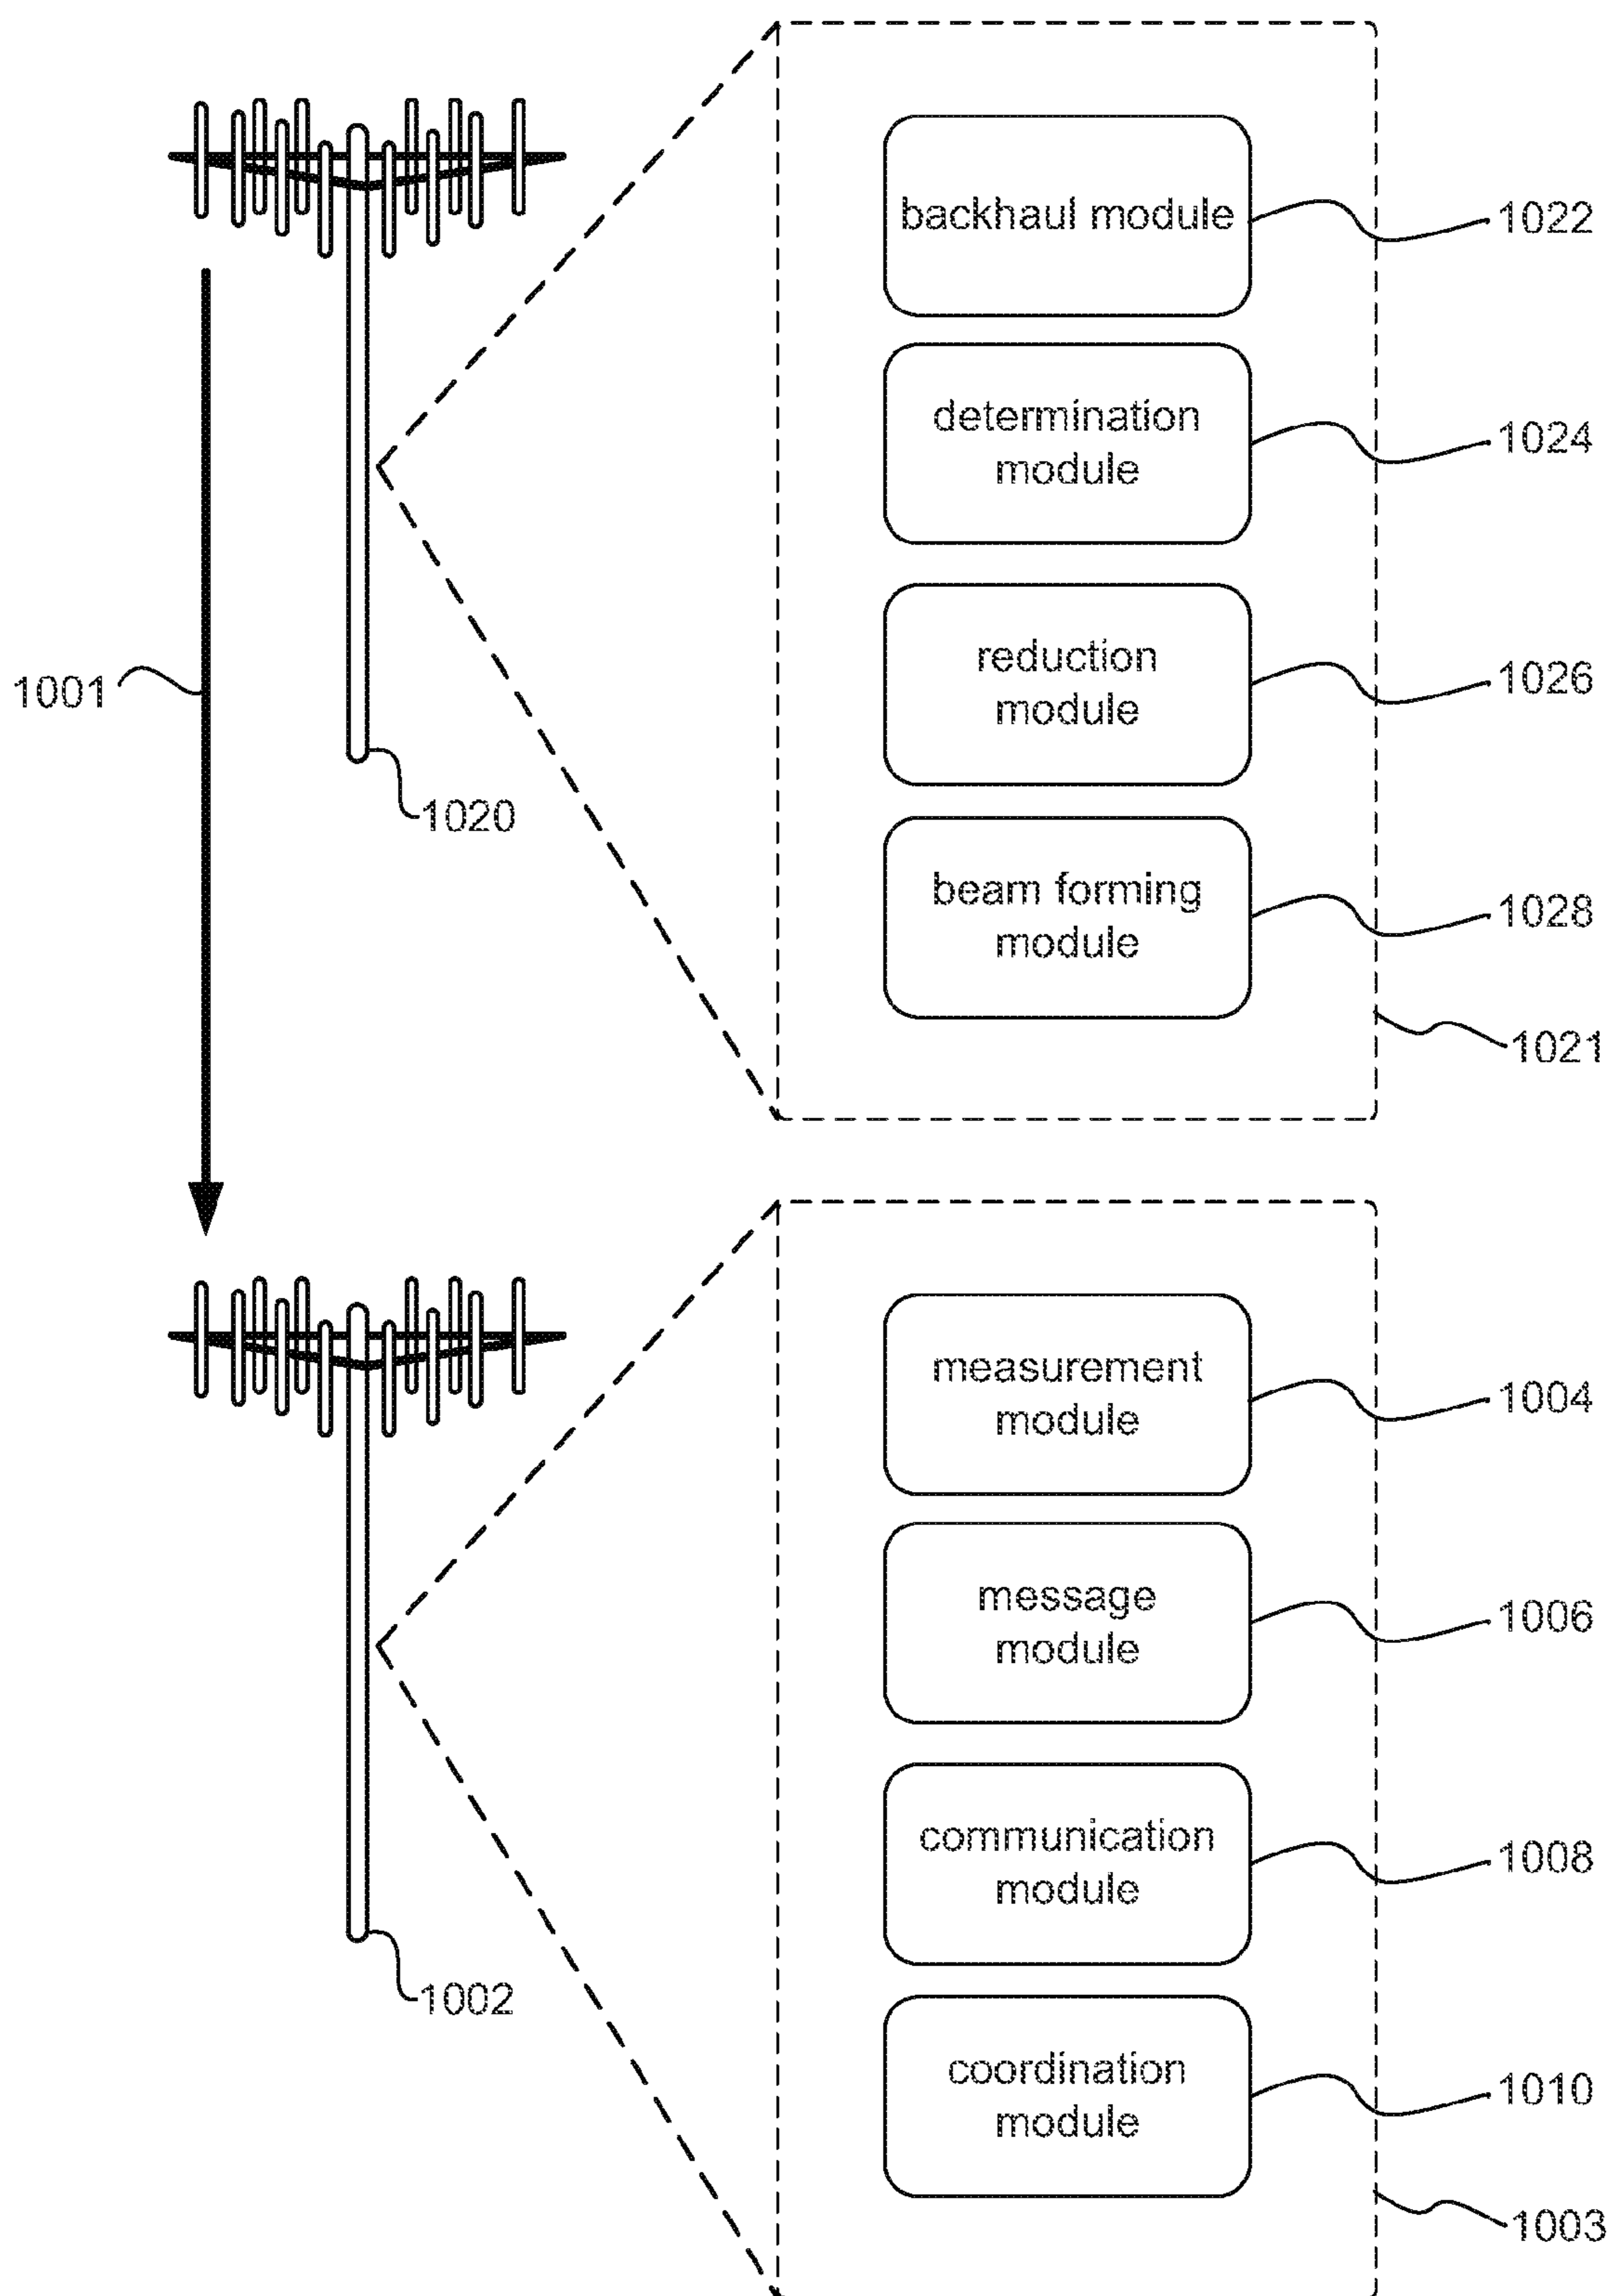 backhaul module
1022
determination
module
1024
reduction
module
1026
1001
1020
beam forming
module
1028
1021
measurement
module
1004
message
module
1006
communication
module
1008
1002
coordination
module
1010
1003